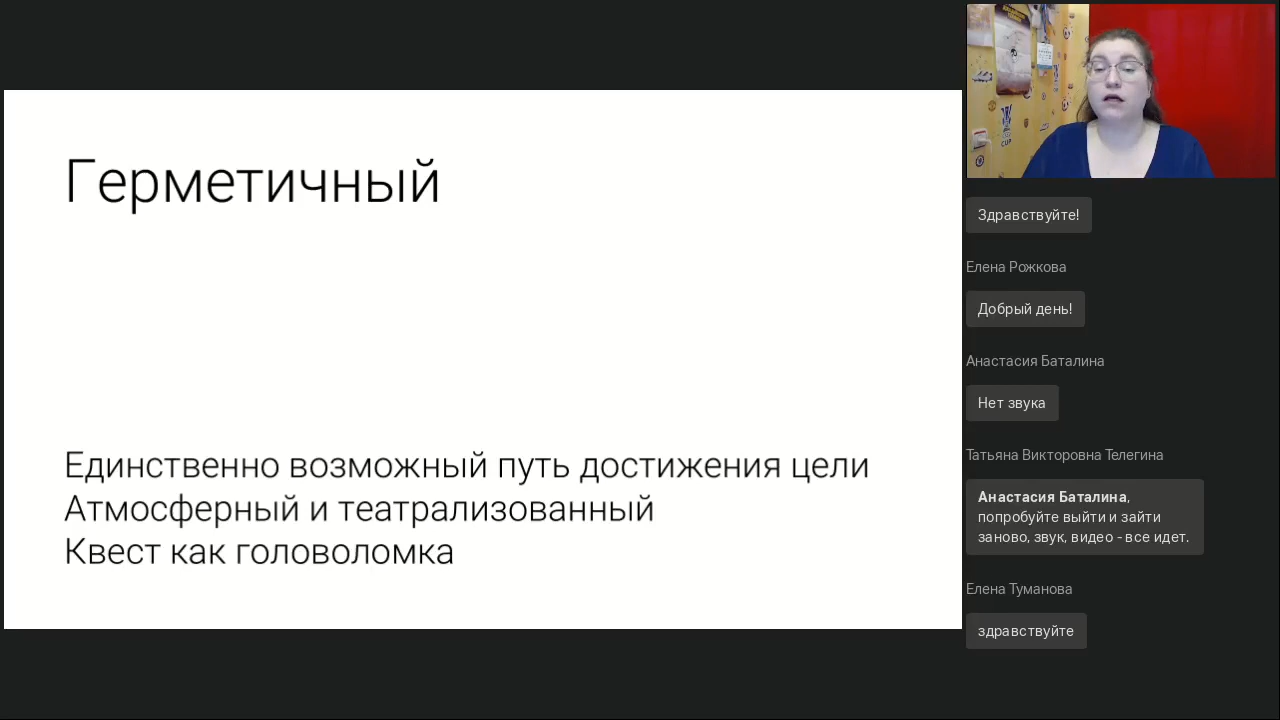 Герметичный
Единственно возможный путь достижения цели
Атмосферный и театрализованный
Квест как головоломка
CUP
Здравствуйте!
Елена Рожкова
Добрый день!
Анастасия Баталина
Нет звука
Татьяна Викторовна Телегина
Анастасия Баталина,
попробуйте выйти и зайти
заново, звук, видео - все идет.
Елена Туманова
здравствуйте